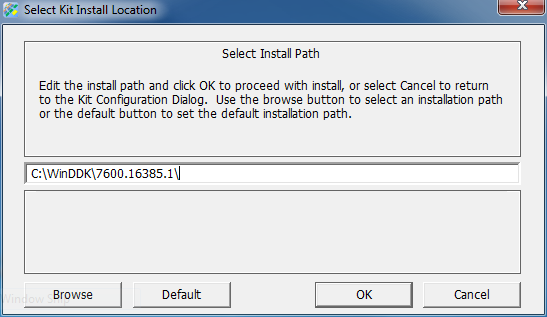 Select Kit Install Location
Select Install Path
Edit the install path and click OK to proceed with install, or select Cancel to return
to the Kit Configuration Dialog. Use the browse button to select an installation path
or the default button to set the default installation path.
C:\WinDDK\7600.16385.1\
Browse
Default
OK
Cancel